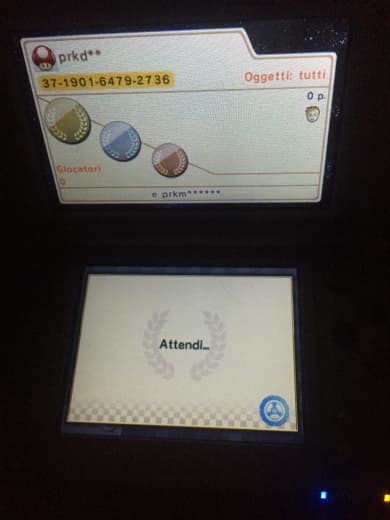 prkd**
37-1901-6479-2736
Oggetti: tutti
0 p.
Giocatori
0
e prkm******
Attendi...